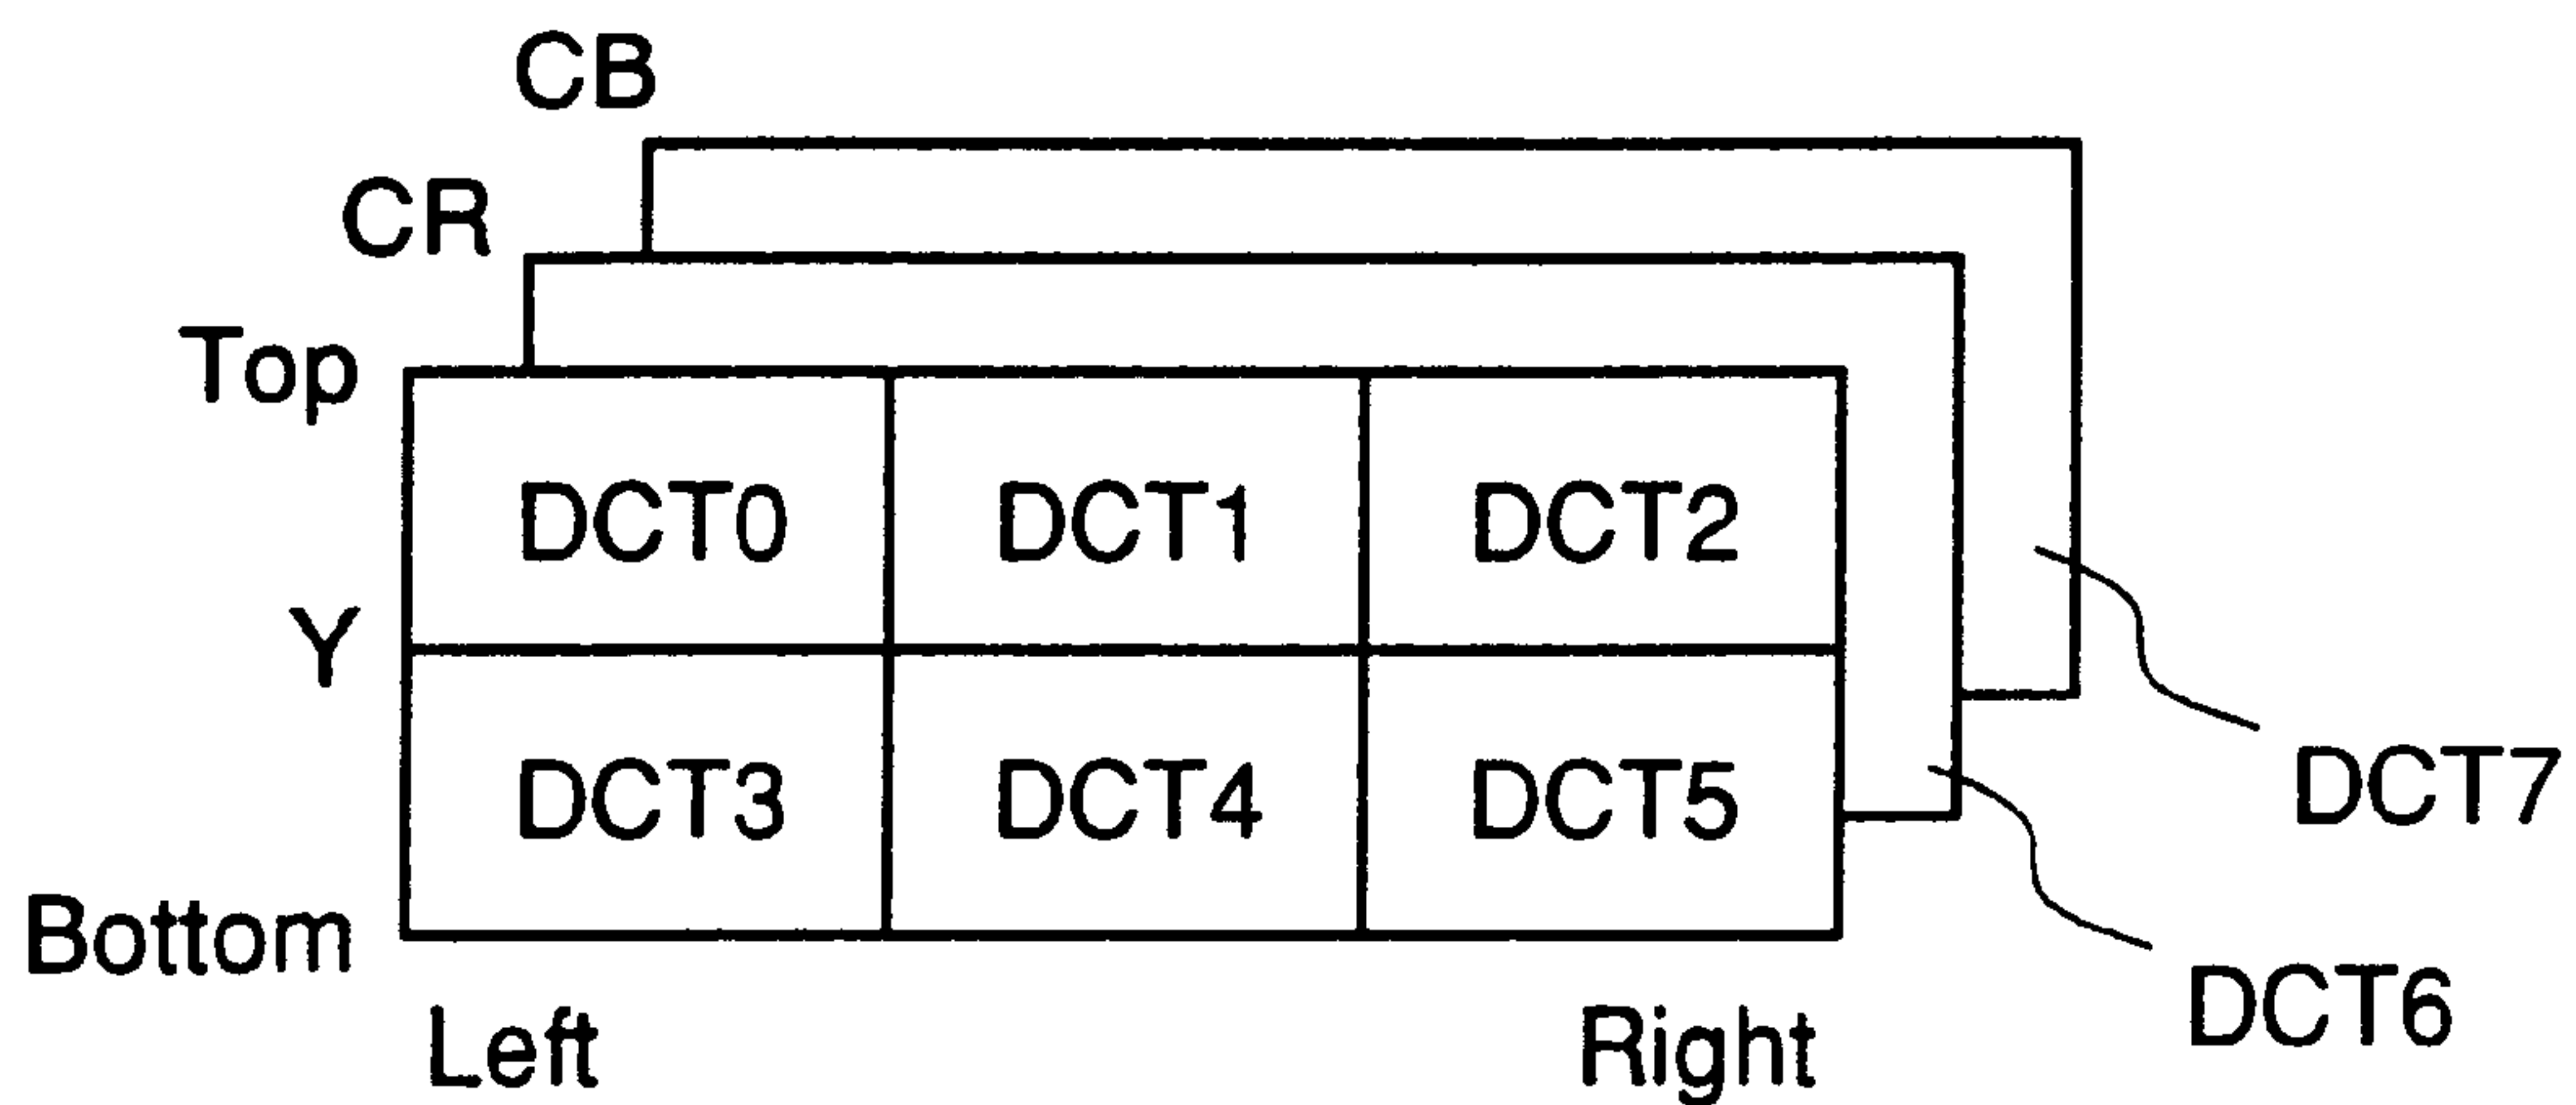 CB
CR
Top
DCT0 DCT1 DCT2
Y
DCT3 DCT4 DCT5
DCT7
Bottom
DCT6
Left Right